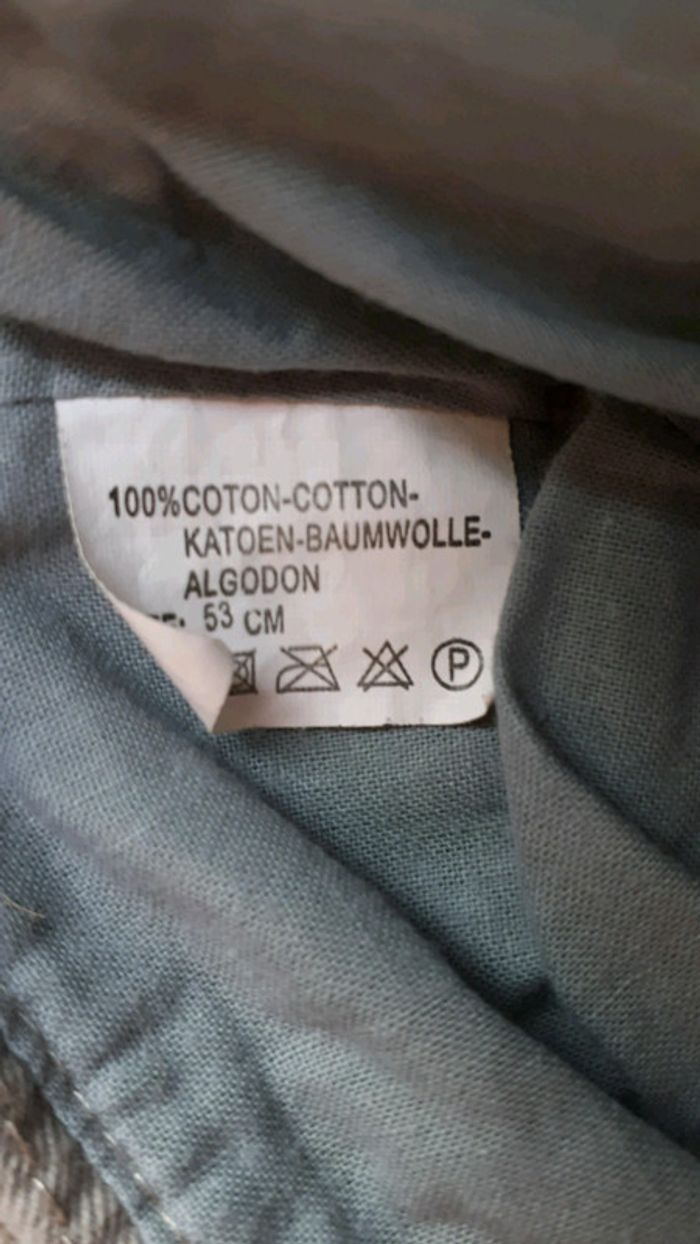 100%COTON-COTTON-
KATOEN-BAUMWOLLE-
ALGODON
53 CM
P